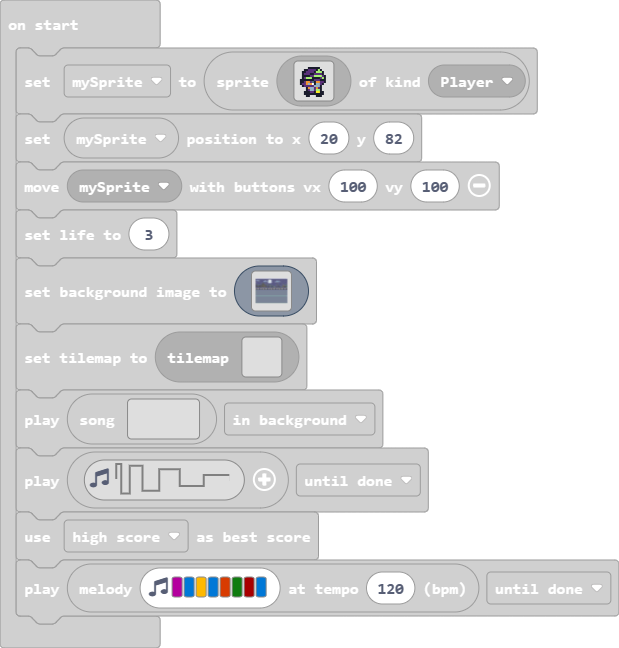 on start
set mySprite to sprite of kind Player
set mySprite position to x 20 y 82
move mySprite with buttons vx 100 vy 100
set life to 3
set background image to
set tilemap to tilemap
play song in background
play until done
use high score as best score
play melody at tempo 120 (bpm) until done